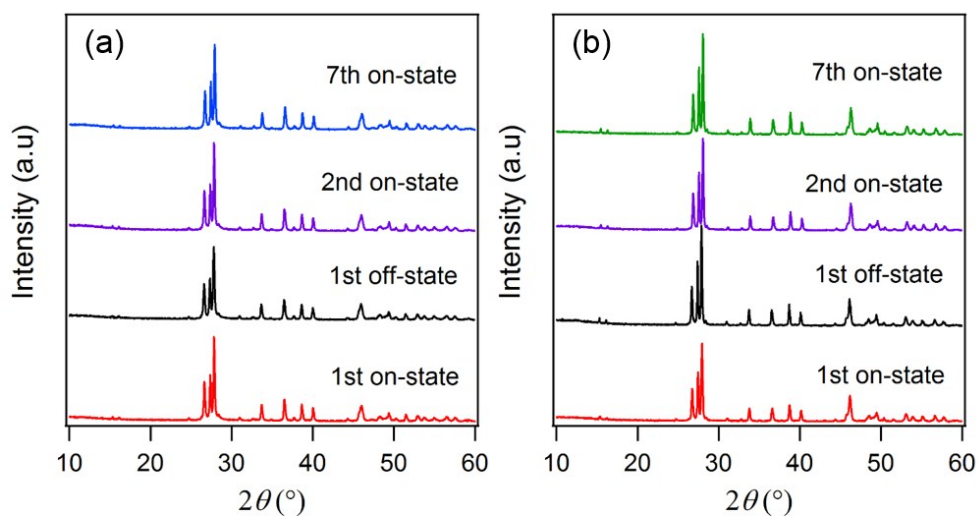 (a)
7th on-state
2nd on-state
1st off-state
1st on-state
Intensity (a.u)
10 20 30 40 50 60
2θ (°)
(b)
7th on-state
2nd on-state
1st off-state
1st on-state
Intensity (a.u)
10 20 30 40 50 60
2θ (°)